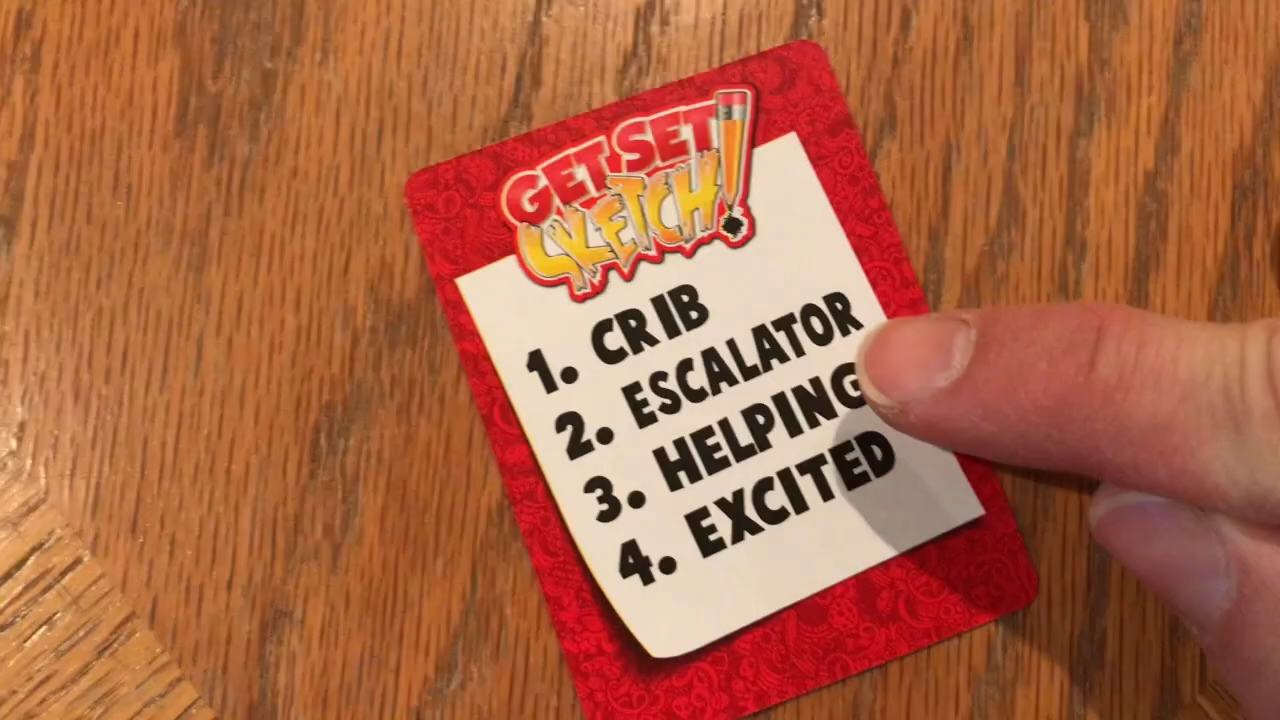 GET SET
SKETCH!
1. CRIB
2. ESCALATOR
3. HELPING
4. EXCITED